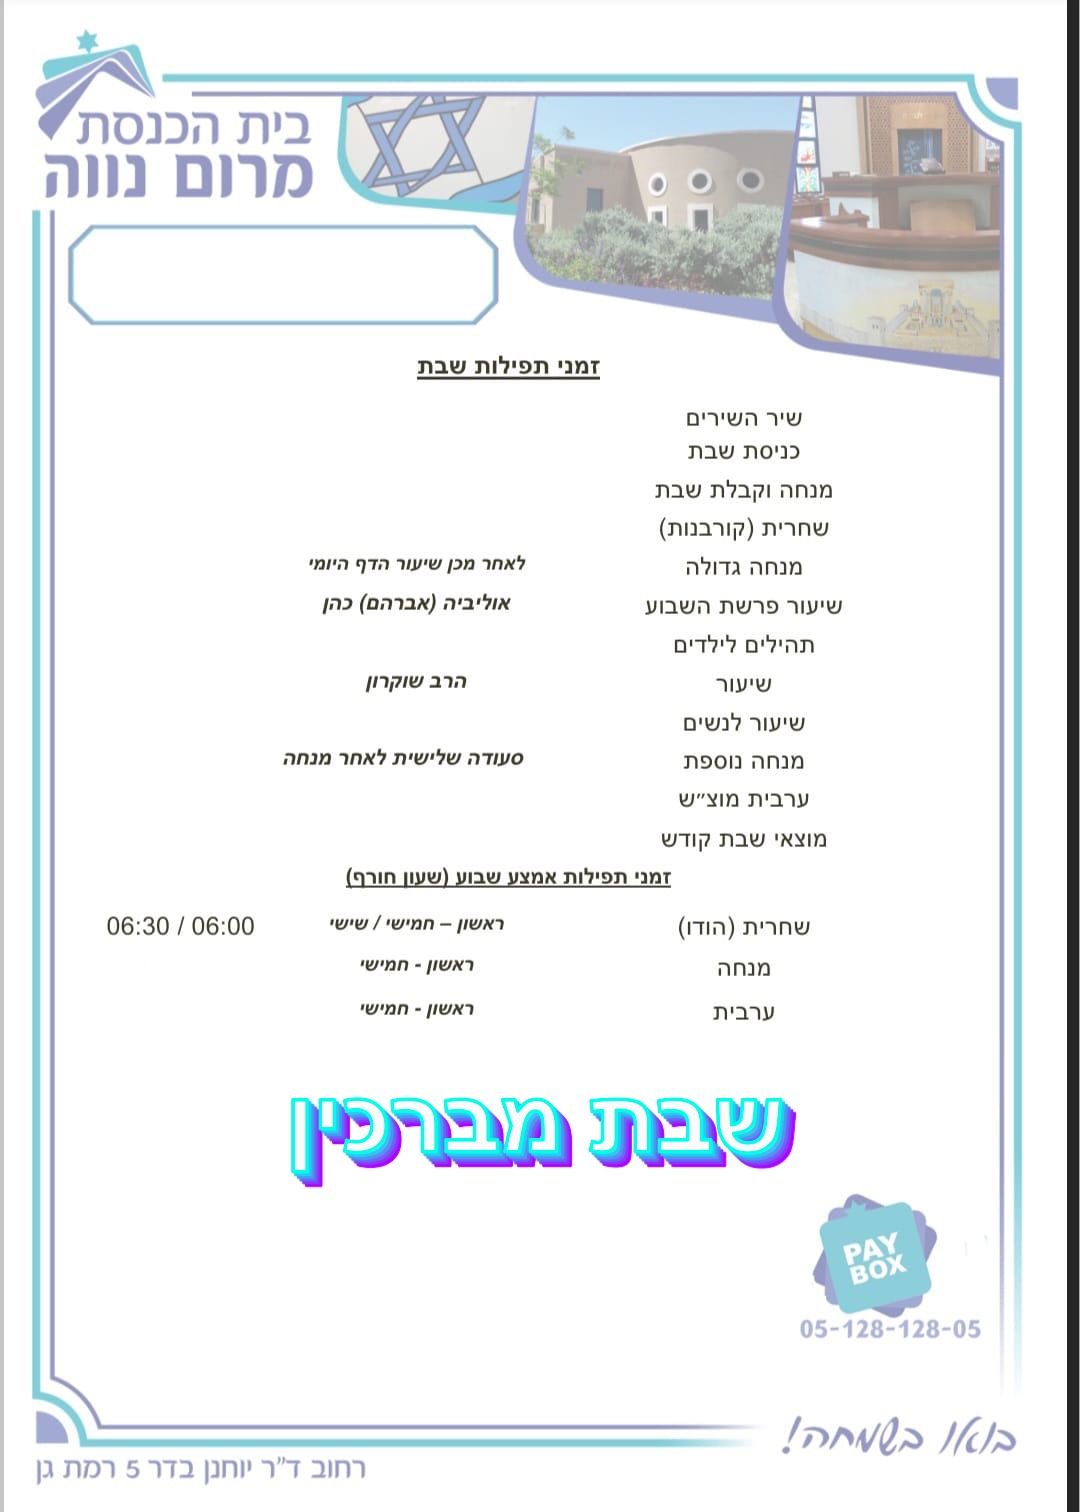 בית הכנסת
מרום נווה
זמני תפילות שבת
שיר השירים
כניסת שבת
מנחה וקבלת שבת
שחרית (קורבנות)
מנחה גדולה לאחר מכן שיעור הדף היומי
שיעור פרשת השבוע אוליביה (אברהם) כהן
תהילים לילדים
שיעור הרב שוקרון
שיעור לנשים
מנחה נוספת סעודה שלישית לאחר מנחה
ערבית מוצ״ש
מוצאי שבת קודש
זמני תפילות אמצע שבוע (שעון חורף)
שחרית (הודו) ראשון – חמישי / שישי 06:30 / 06:00
מנחה ראשון - חמישי
ערבית ראשון - חמישי
שבת מברכין
PAY
BOX
05-128-128-05
בואו בשמחה!
רחוב ד״ר יוחנן בדר 5 רמת גן